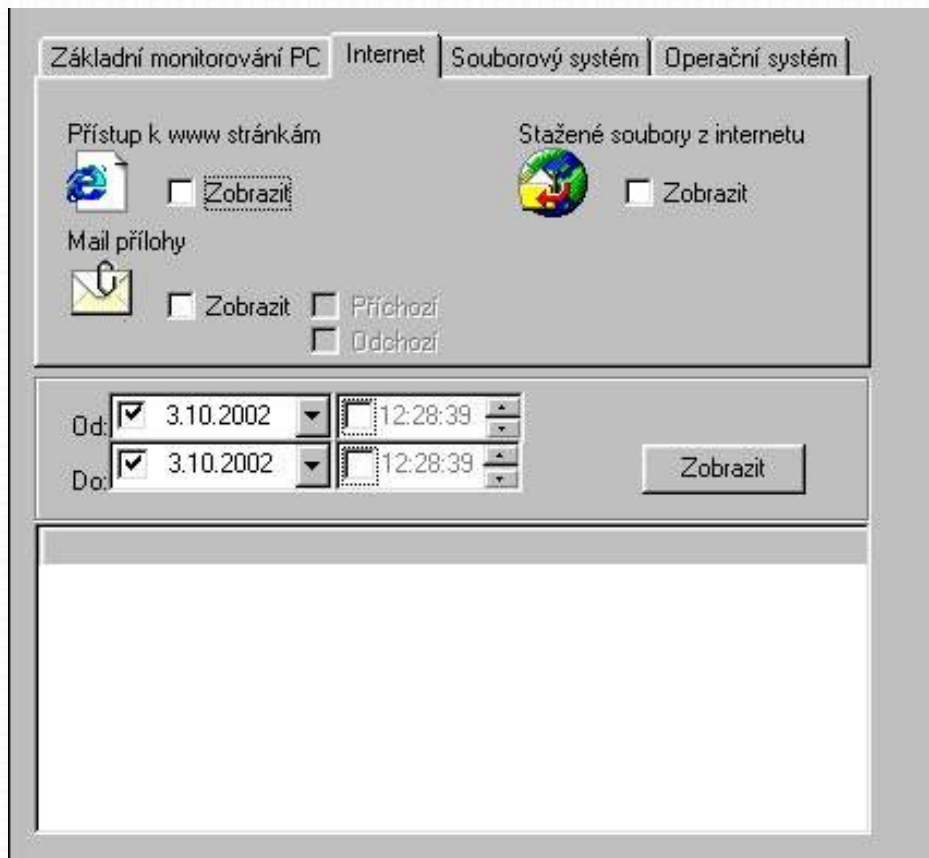 Základní monitorování PC Internet Souborový systém Operační systém
Přístup k www stránkám Stažené soubory z internetu
Zobrazit Zobrazit
Mail přílohy
Zobrazit Příchozí
Odchozí
Od: 3.10.2002 12:28:39
Do: 3.10.2002 12:28:39 Zobrazit